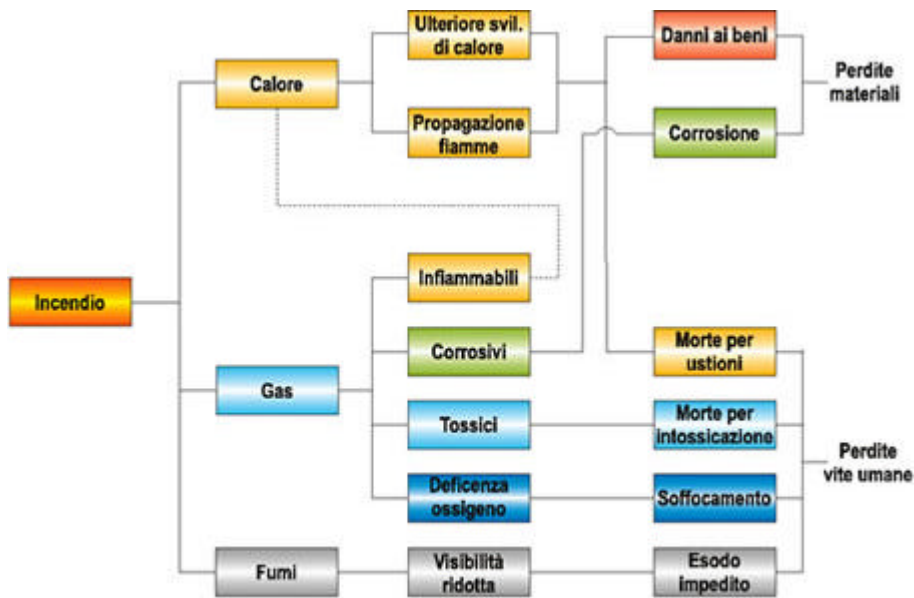 Ulteriore svil.
di calore
Danni ai beni
Calore
Perdite
materiali
Propagazione
fiamme
Corrosione
Infiammabili
Incendio
Corrosivi
Morte per
ustioni
Gas
Tossici
Morte per
intossicazione
Perdite
vite umane
Deficenza
ossigeno
Soffocamento
Fumi
Visibilità
ridotta
Esodo
impedito